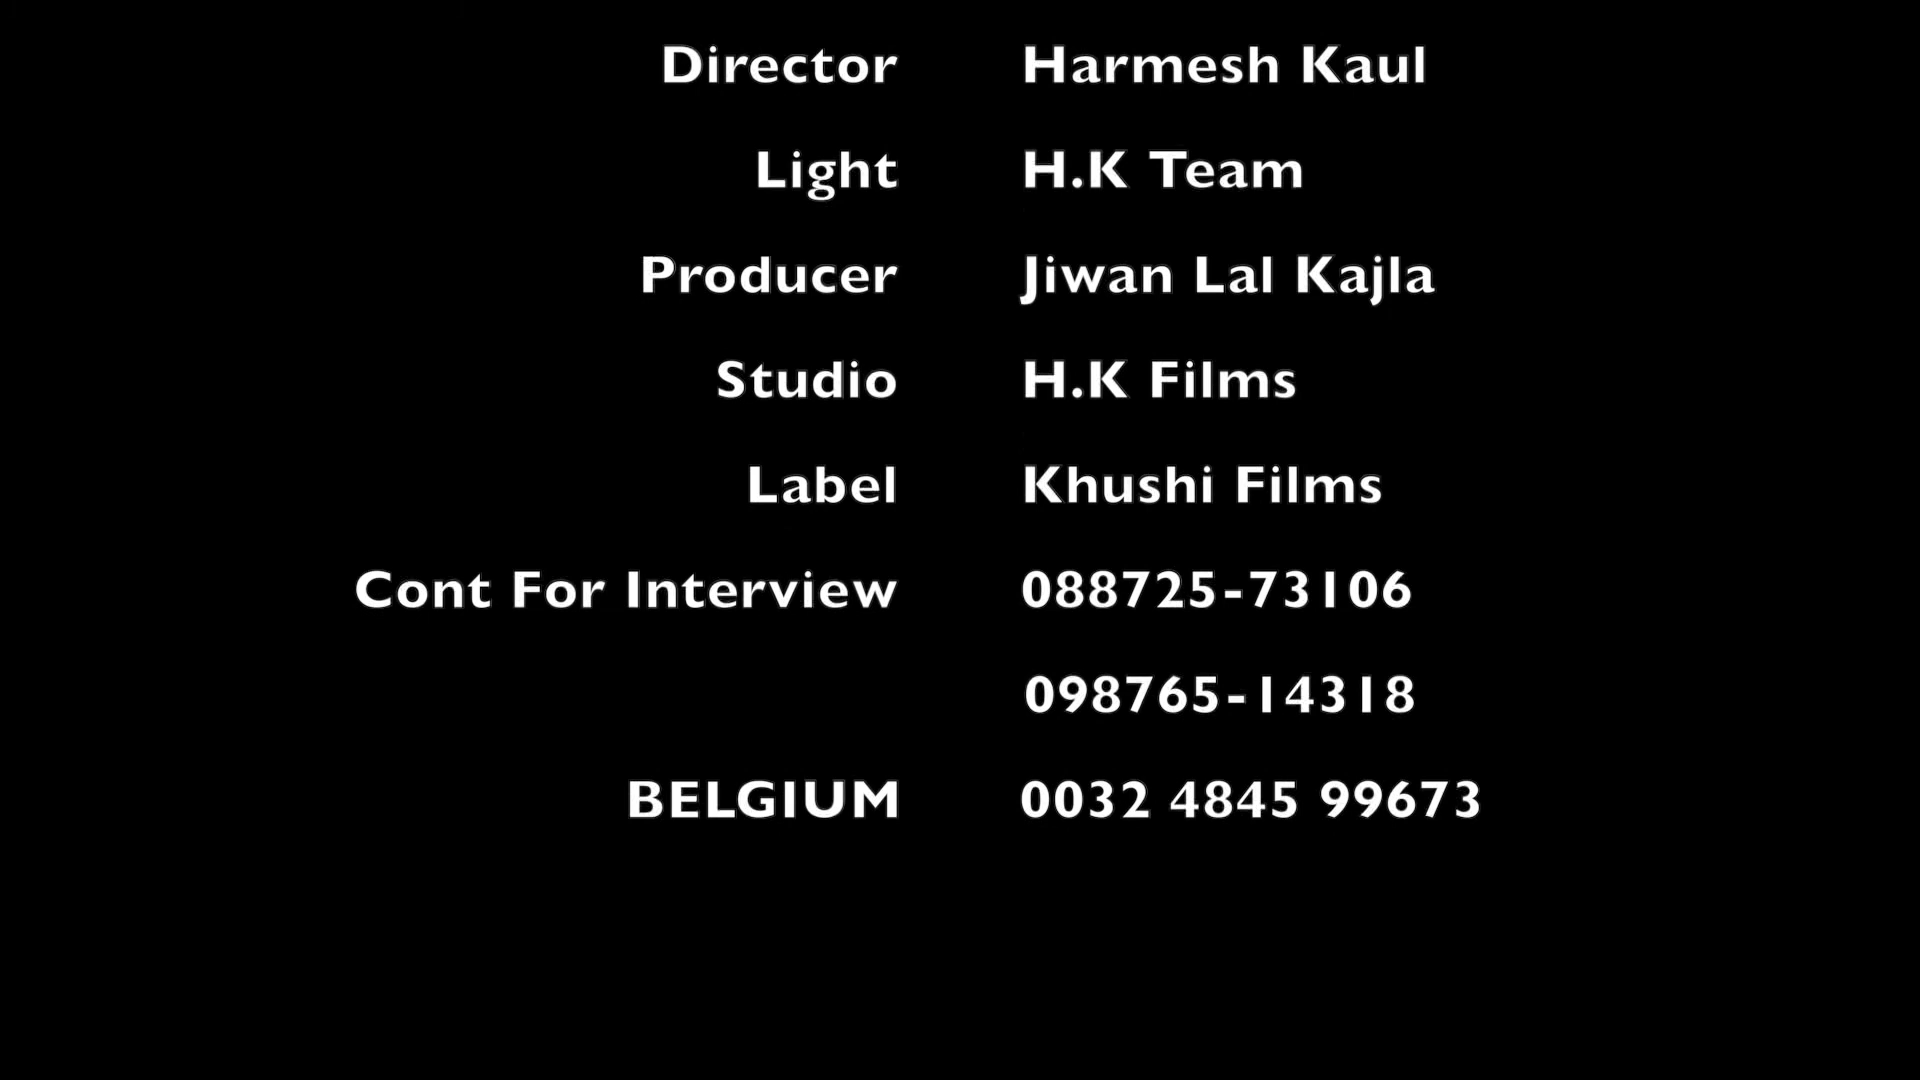 Director Harmesh Kaul
Light H.K Team
Producer Jiwan Lal Kajla
Studio H.K Films
Label Khushi Films
Cont For Interview 088725-73106
098765-14318
BELGIUM 0032 4845 99673